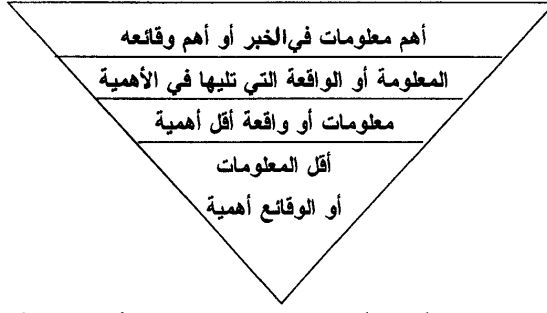 أهم معلومات في الخبر أو أهم وقائعه
المعلومة أو الواقعة التي تليها في الأهمية
معلومات أو واقعة أقل أهمية
أقل المعلومات
أو الوقائع أهمية